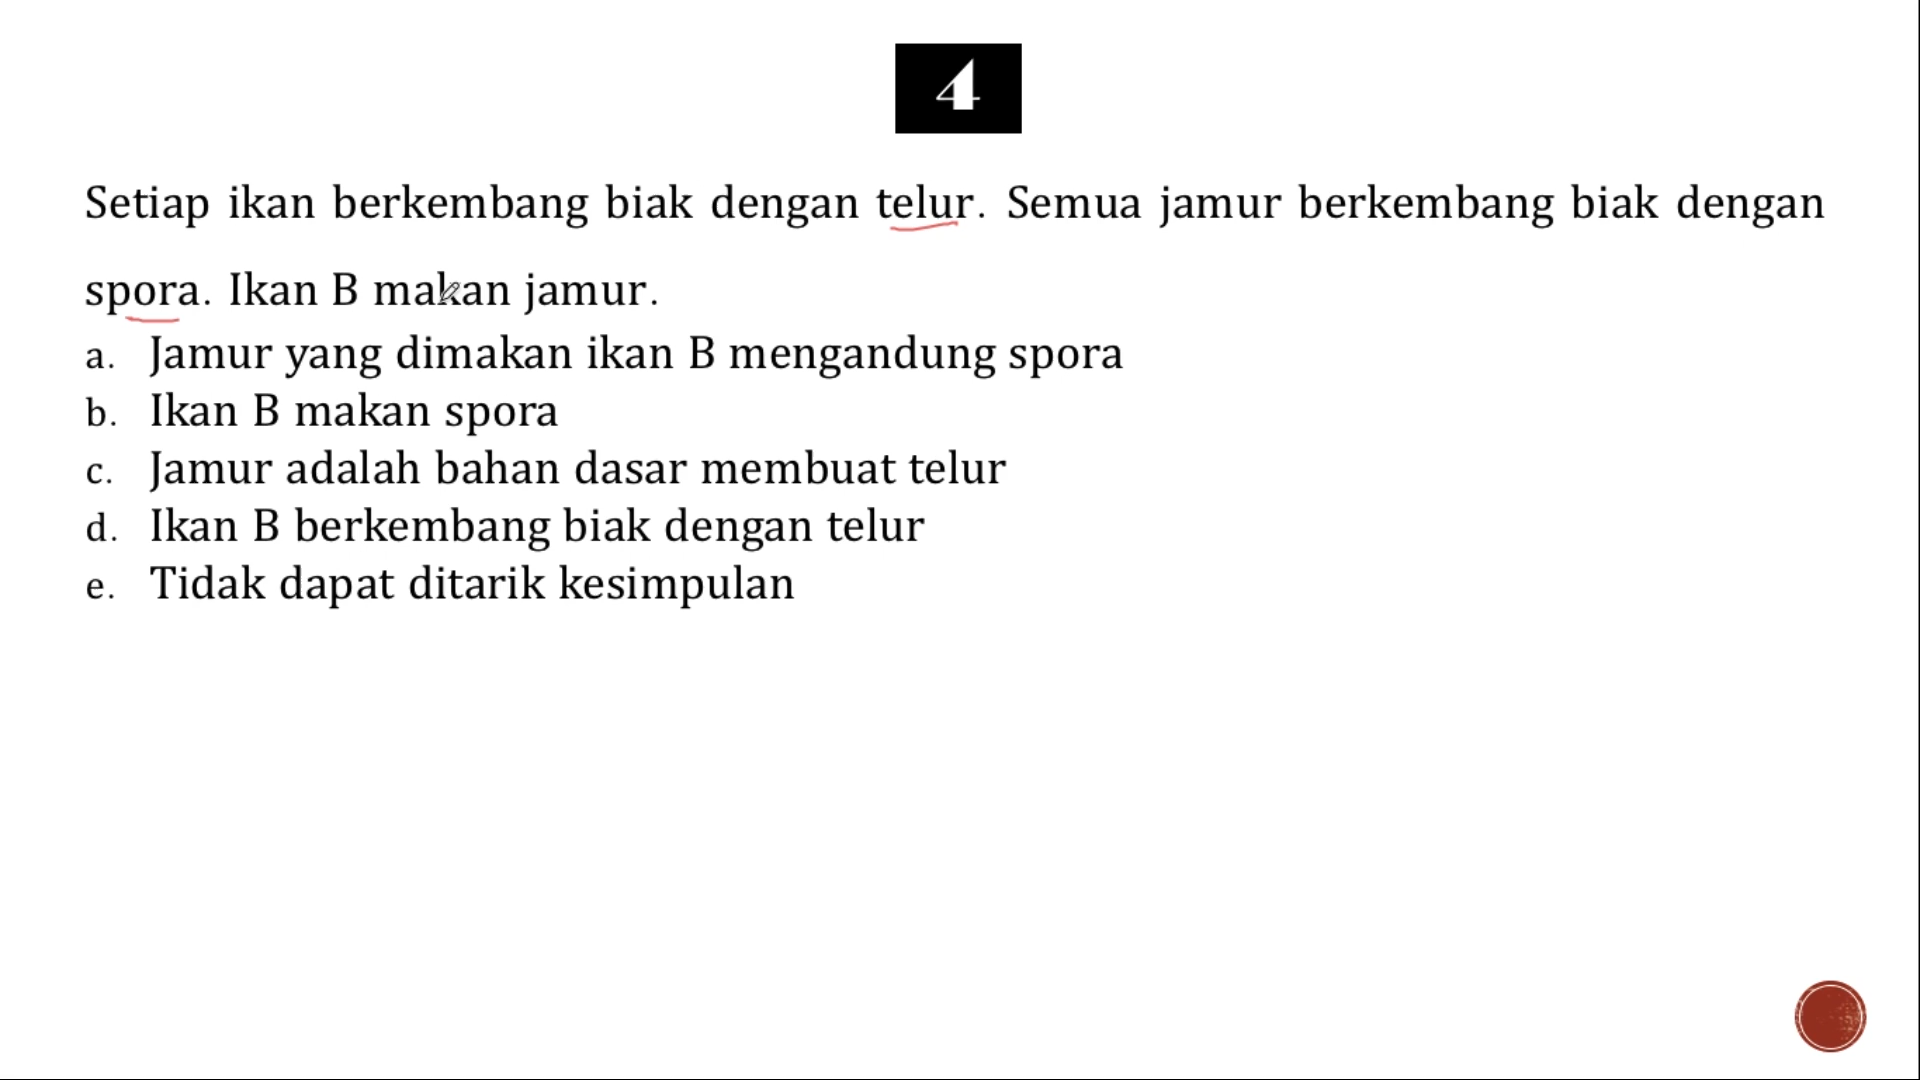 4
Setiap ikan berkembang biak dengan telur. Semua jamur berkembang biak dengan
spora. Ikan B makan jamur.
a. Jamur yang dimakan ikan B mengandung spora
b. Ikan B makan spora
c. Jamur adalah bahan dasar membuat telur
d. Ikan B berkembang biak dengan telur
e. Tidak dapat ditarik kesimpulan